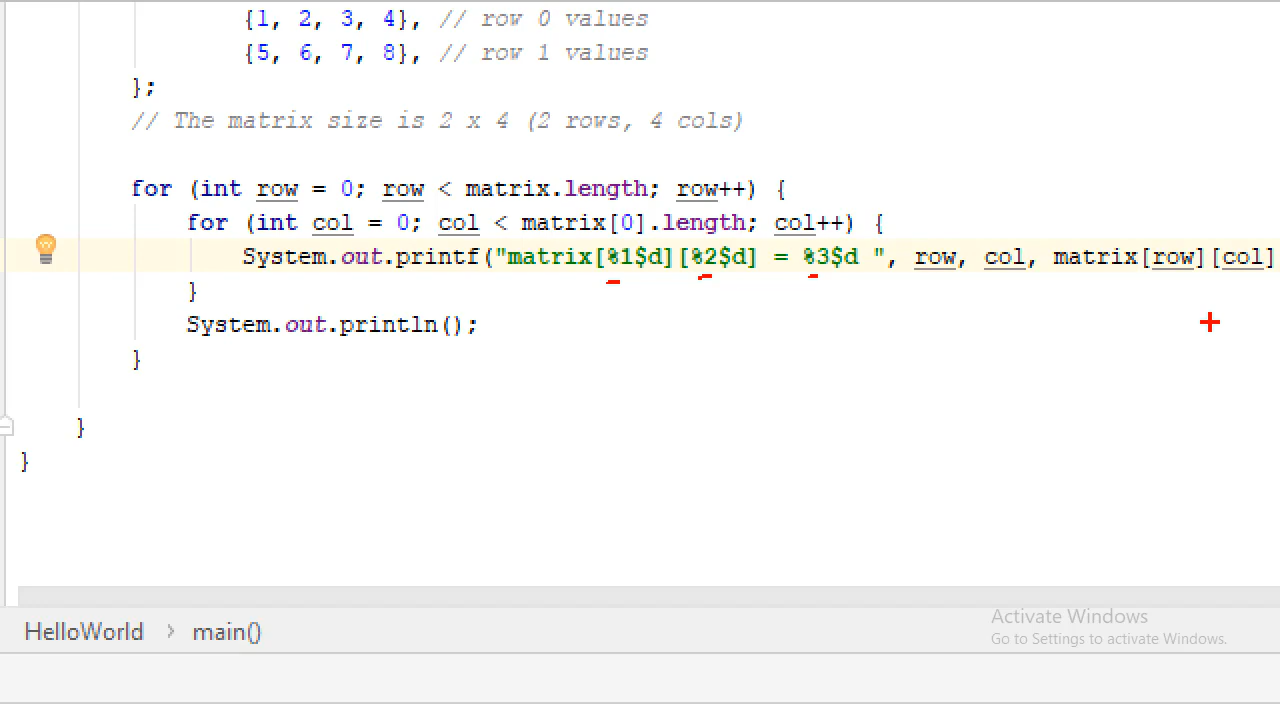 {1, 2, 3, 4}, // row 0 values
{5, 6, 7, 8}, // row 1 values
};
// The matrix size is 2 x 4 (2 rows, 4 cols)
for (int row = 0; row < matrix.length; row++) {
for (int col = 0; col < matrix[0].length; col++) {
System.out.printf("matrix[%1$d][%2$d] = %3$d ", row, col, matrix[row][col]
}
System.out.println();
}
}
}
HelloWorld > main()
Activate Windows
Go to Settings to activate Windows.